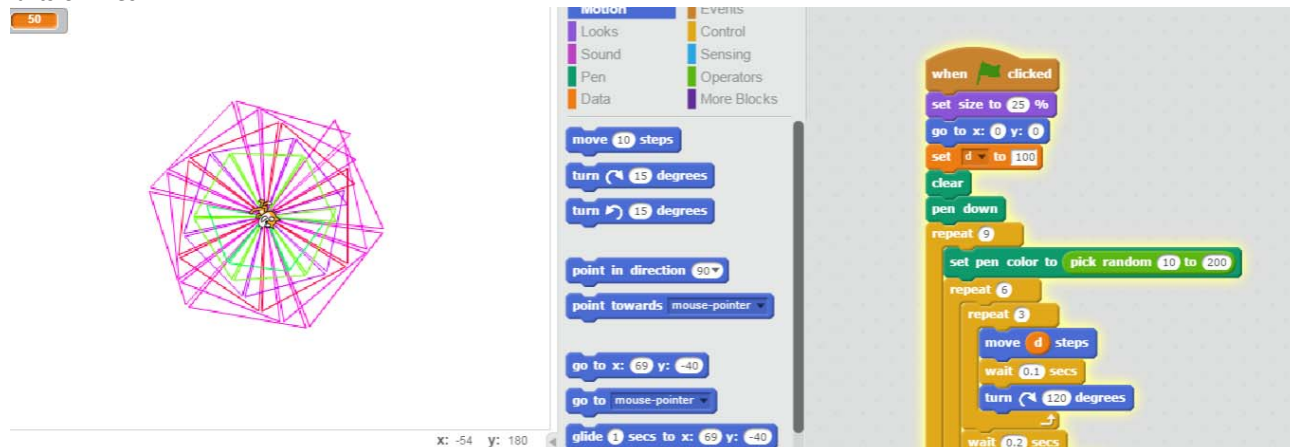 50
x: -54 y: 180
Motion Events
Looks Control
Sound Sensing
Pen Operators
Data More Blocks
move 10 steps
turn 15 degrees
turn 15 degrees
point in direction 90
point towards mouse-pointer
go to x: 69 y: -40
go to mouse-pointer
glide 1 secs to x: 69 y: -40
when clicked
set size to 25 %
go to x: 0 y: 0
set d to 100
clear
pen down
repeat 9
set pen color to pick random 10 to 200
repeat 6
repeat 3
move d steps
wait 0.1 secs
turn 120 degrees
wait 0.2 secs